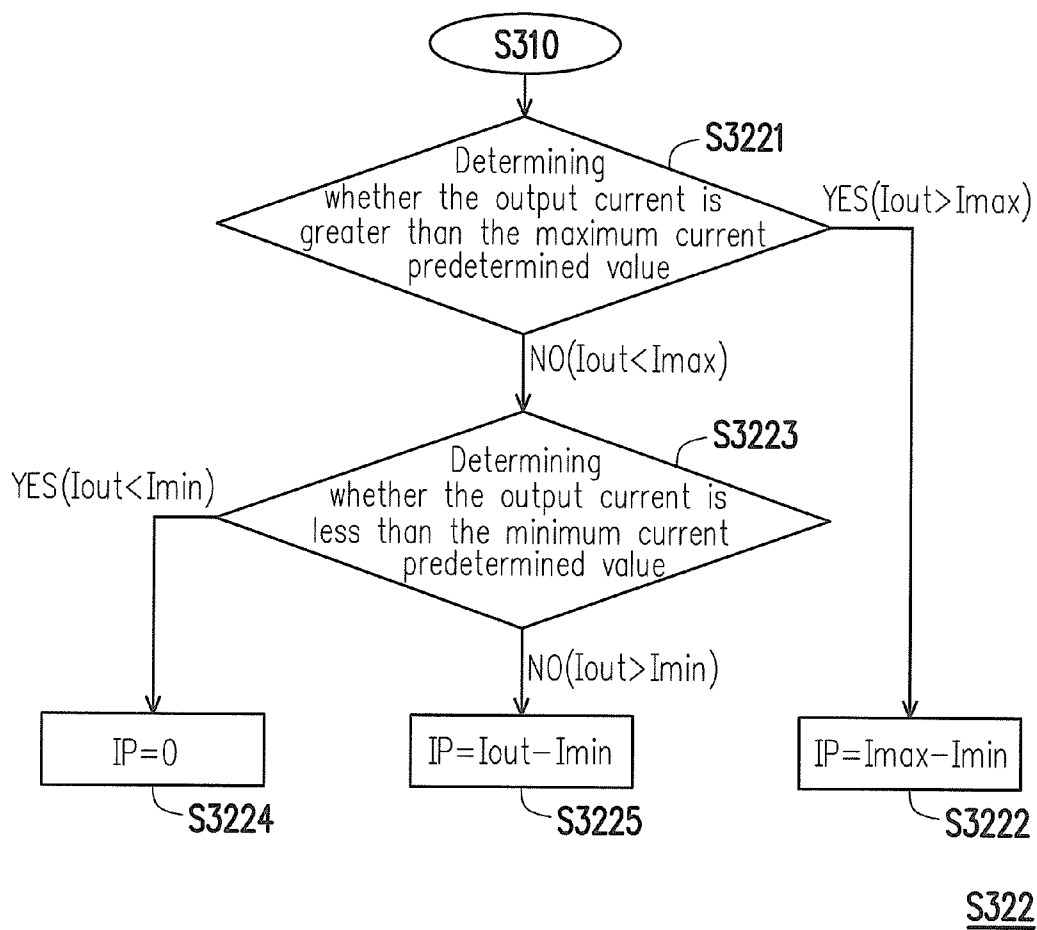 S310
S3221
Determining
whether the output current is
greater than the maximum current
predetermined value
YES(Iout>Imax)
NO(Iout<Imax)
S3223
Determining
whether the output current is
less than the minimum current
predetermined value
YES(Iout<Imin)
NO(Iout>Imin)
IP=0
IP=Iout-Imin
IP=Imax-Imin
S3224
S3225
S3222
S322